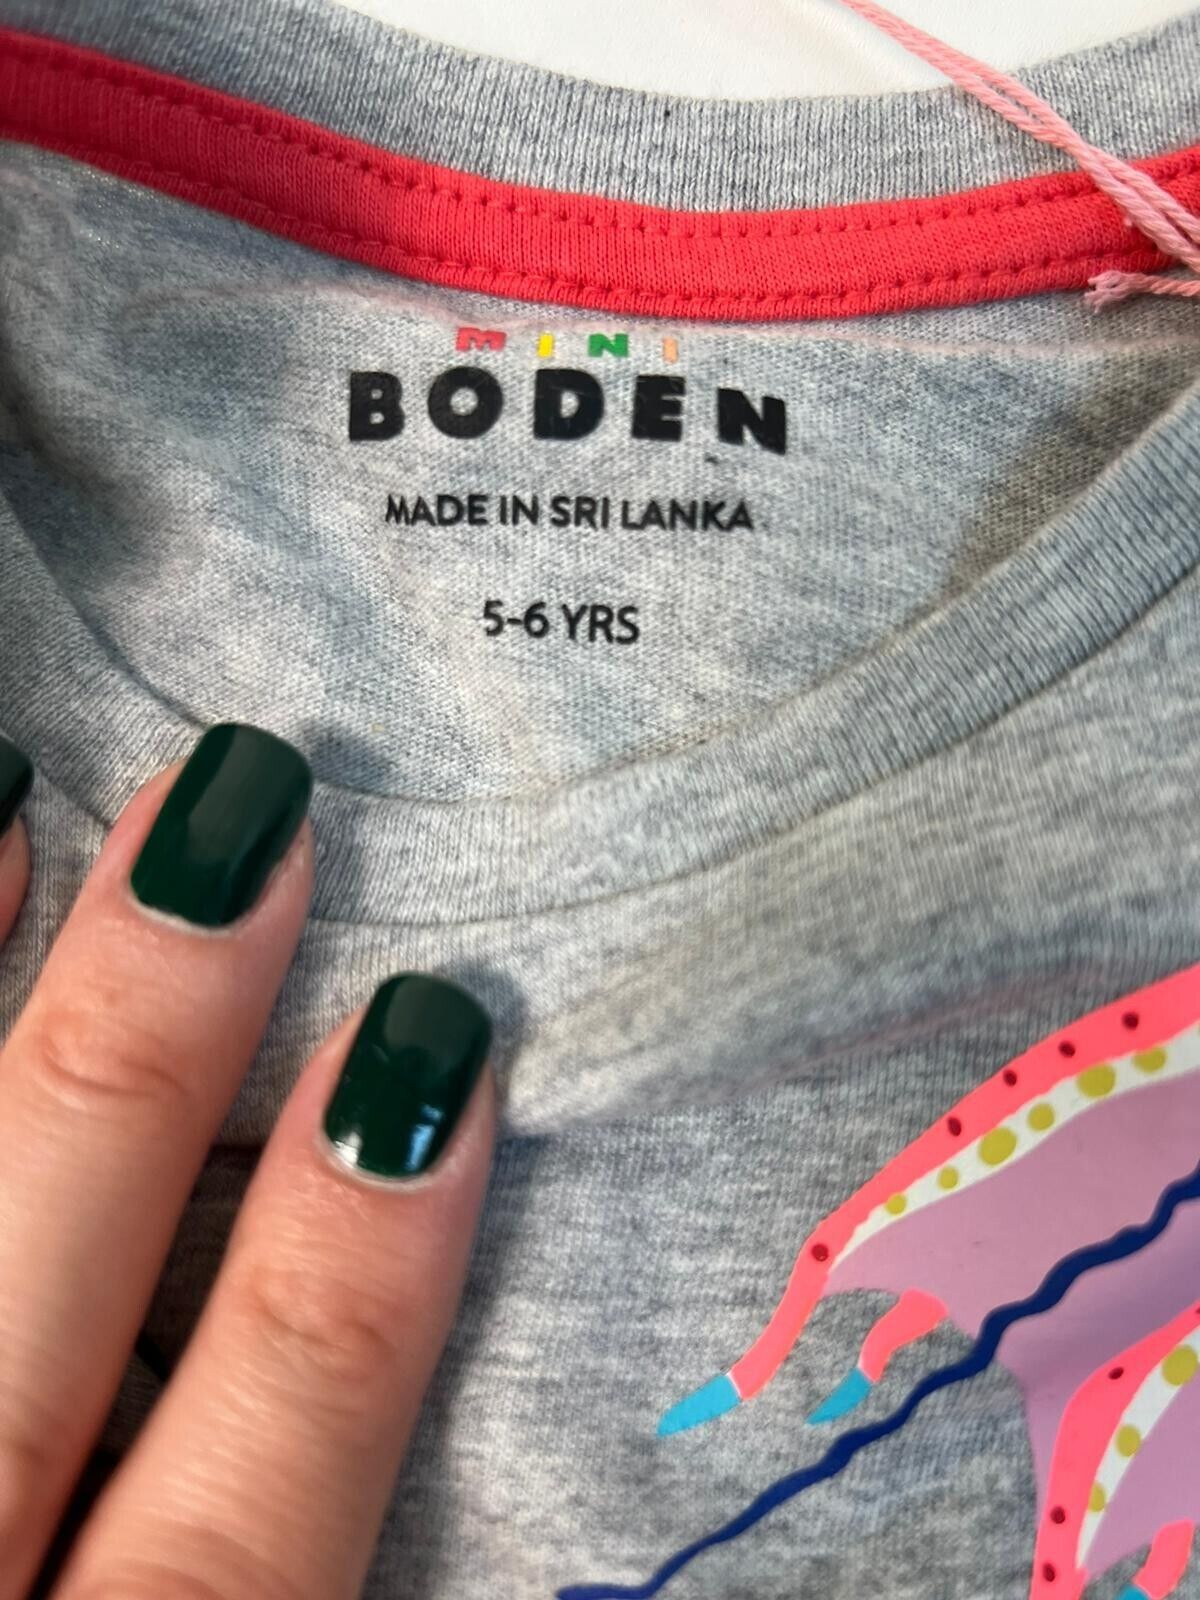 MINI
BODEN
MADE IN SRI LANKA
5-6 YRS